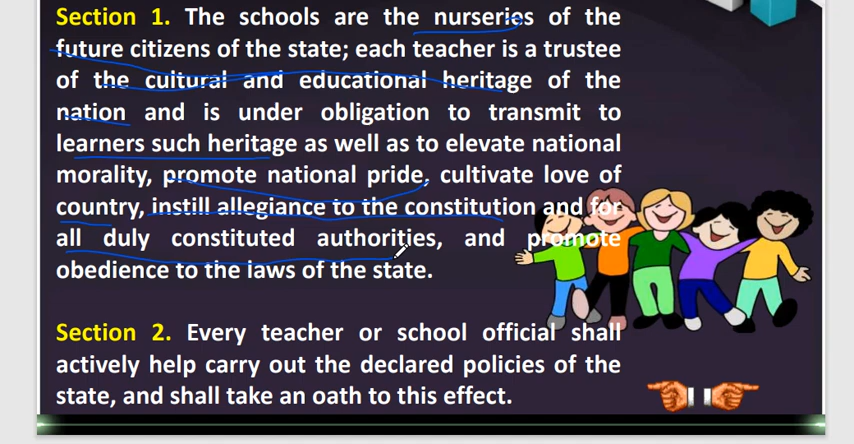 Section 1. The schools are the nurseries of the
future citizens of the state; each teacher is a trustee
of the cultural and educational heritage of the
nation and is under obligation to transmit to
learners such heritage as well as to elevate national
morality, promote national pride, cultivate love of
country, instill allegiance to the constitution and for
all duly constituted authorities, and promote
obedience to the laws of the state.
Section 2. Every teacher or school official shall
actively help carry out the declared policies of the
state, and shall take an oath to this effect.